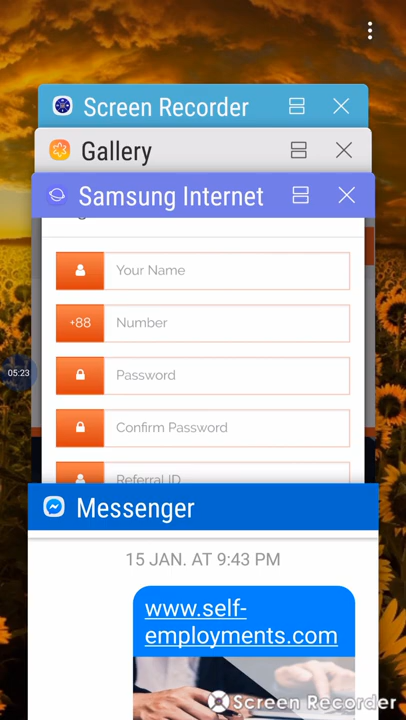 Screen Recorder
Gallery
Samsung Internet
Your Name
+88 Number
05:23
Password
Confirm Password
Referral ID
Messenger
15 JAN. AT 9:43 PM
www.self-
employments.com
Screen Recorder